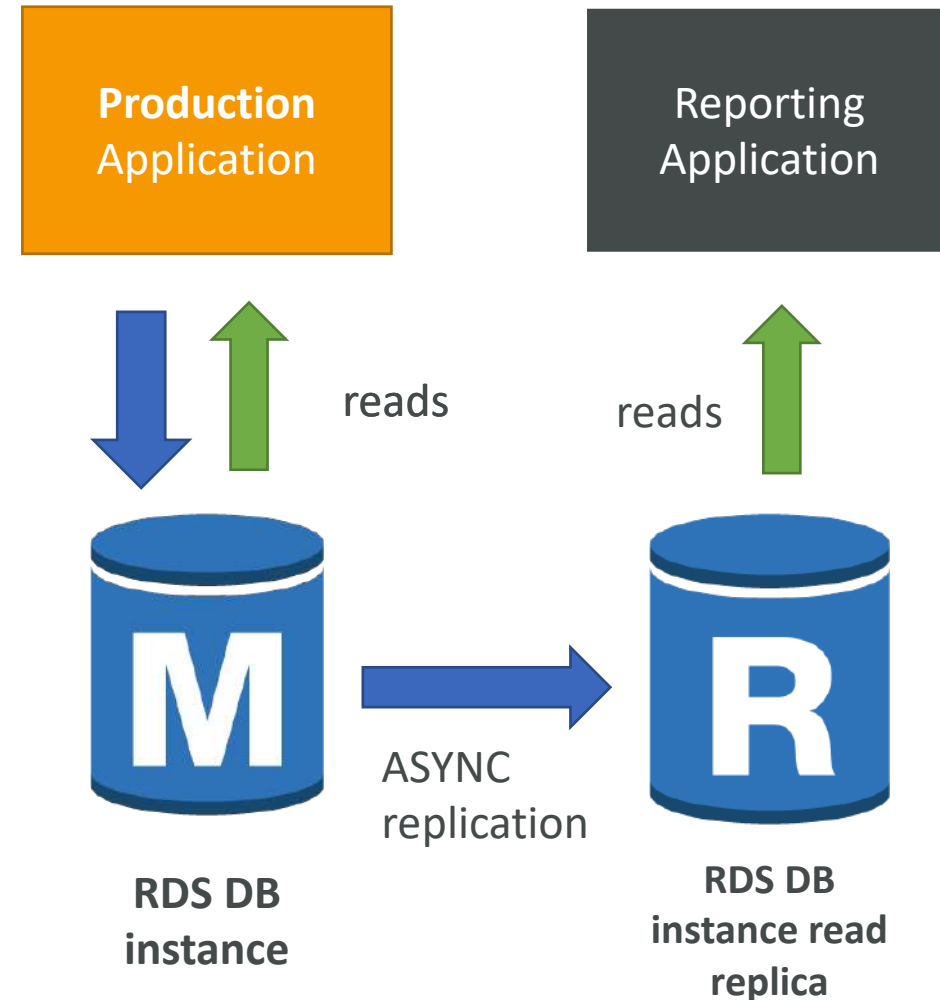 Production
Application
Reporting
Application
reads
reads
M
R
ASYNC
replication
RDS DB
instance
RDS DB
instance read
replica